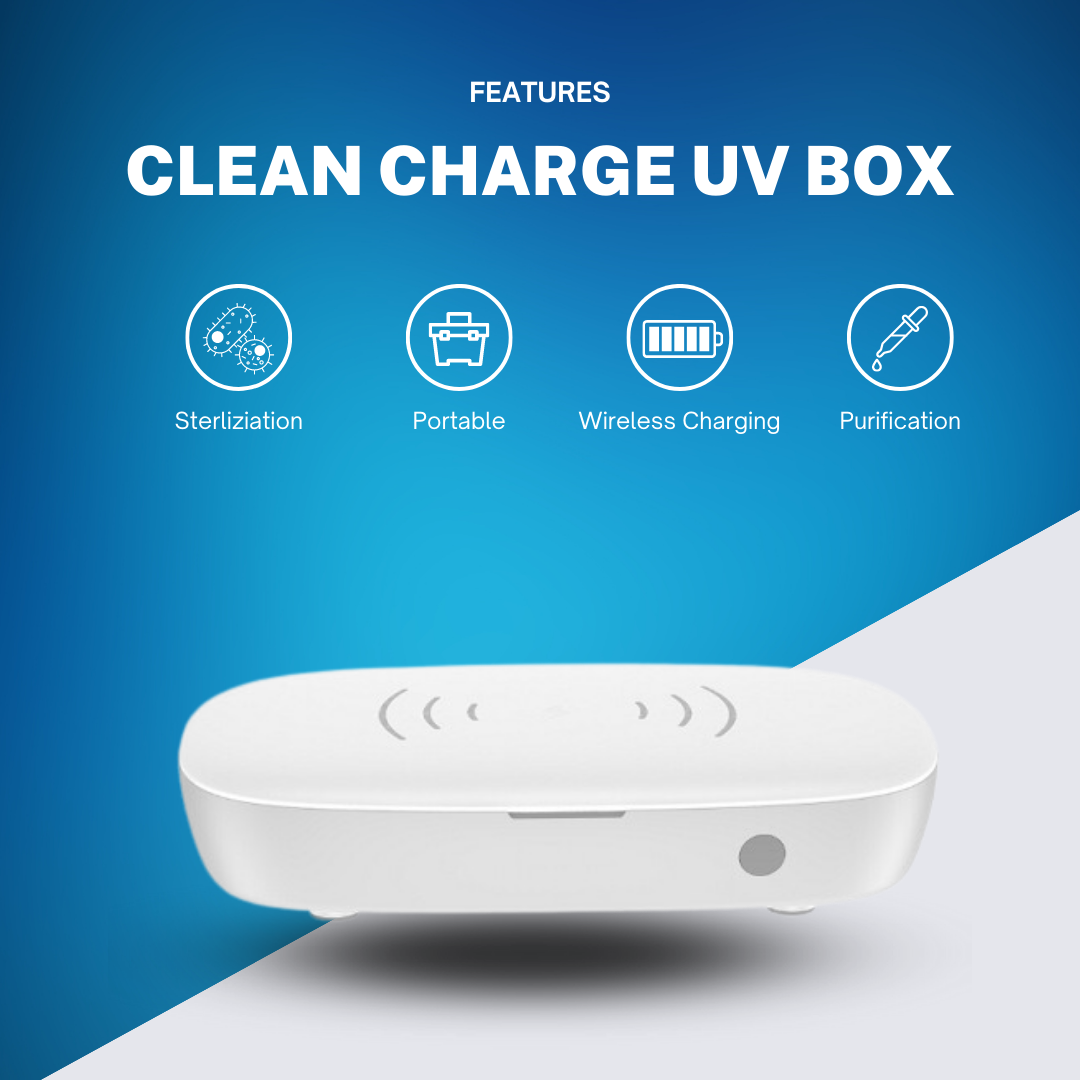 FEATURES
CLEAN CHARGE UV BOX
Sterliziation
Portable
Wireless Charging
Purification